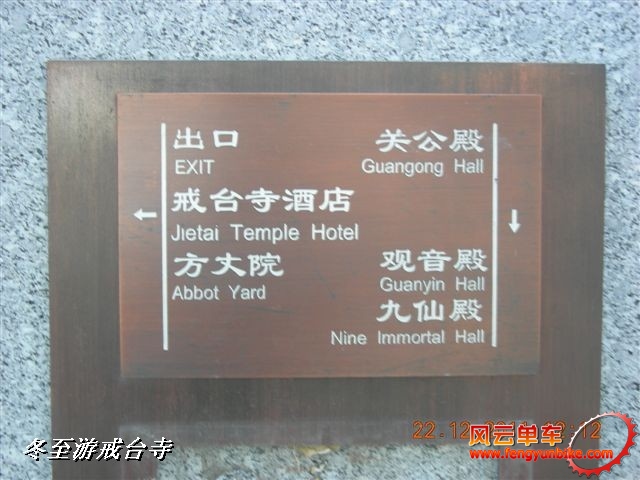 出口
EXIT
戒台寺酒店
Jietai Temple Hotel
方丈院
Abbot Yard
关公殿
Guangong Hall
观音殿
Guanyin Hall
九仙殿
Nine Immortal Hall
冬至游戒台寺
22.12
风云单车
www.fengyunbike.com